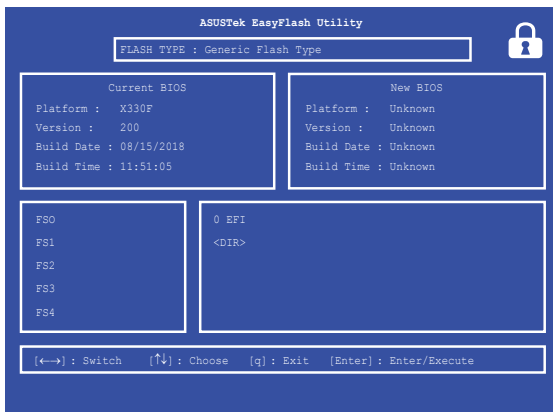 ASUSTek EasyFlash Utility
FLASH TYPE : Generic Flash Type
Current BIOS
Platform : X330F
Version : 200
Build Date : 08/15/2018
Build Time : 11:51:05
New BIOS
Platform : Unknown
Version : Unknown
Build Date : Unknown
Build Time : Unknown
FS0
FS1
FS2
FS3
FS4
0 EFI
<DIR>
[←→] : Switch [↑↓] : Choose [q] : Exit [Enter] : Enter/Execute